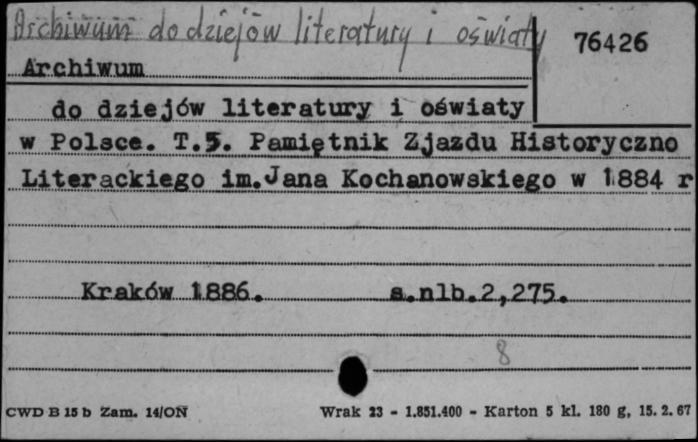 Archiwum do dziejów literatury i oświaty
76426
Archiwum
do dziejów literatury i oświaty
w Polsce. T.5. Pamiętnik Zjazdu Historyczno
Literackiego im.Jana Kochanowskiego w 1884 r
Kraków 1886. s.nlb.2,275.
8
CWD B 15 b Zam. 14/ON Wrak 23 - 1.851.400 - Karton 5 kl. 180 g, 15. 2. 67